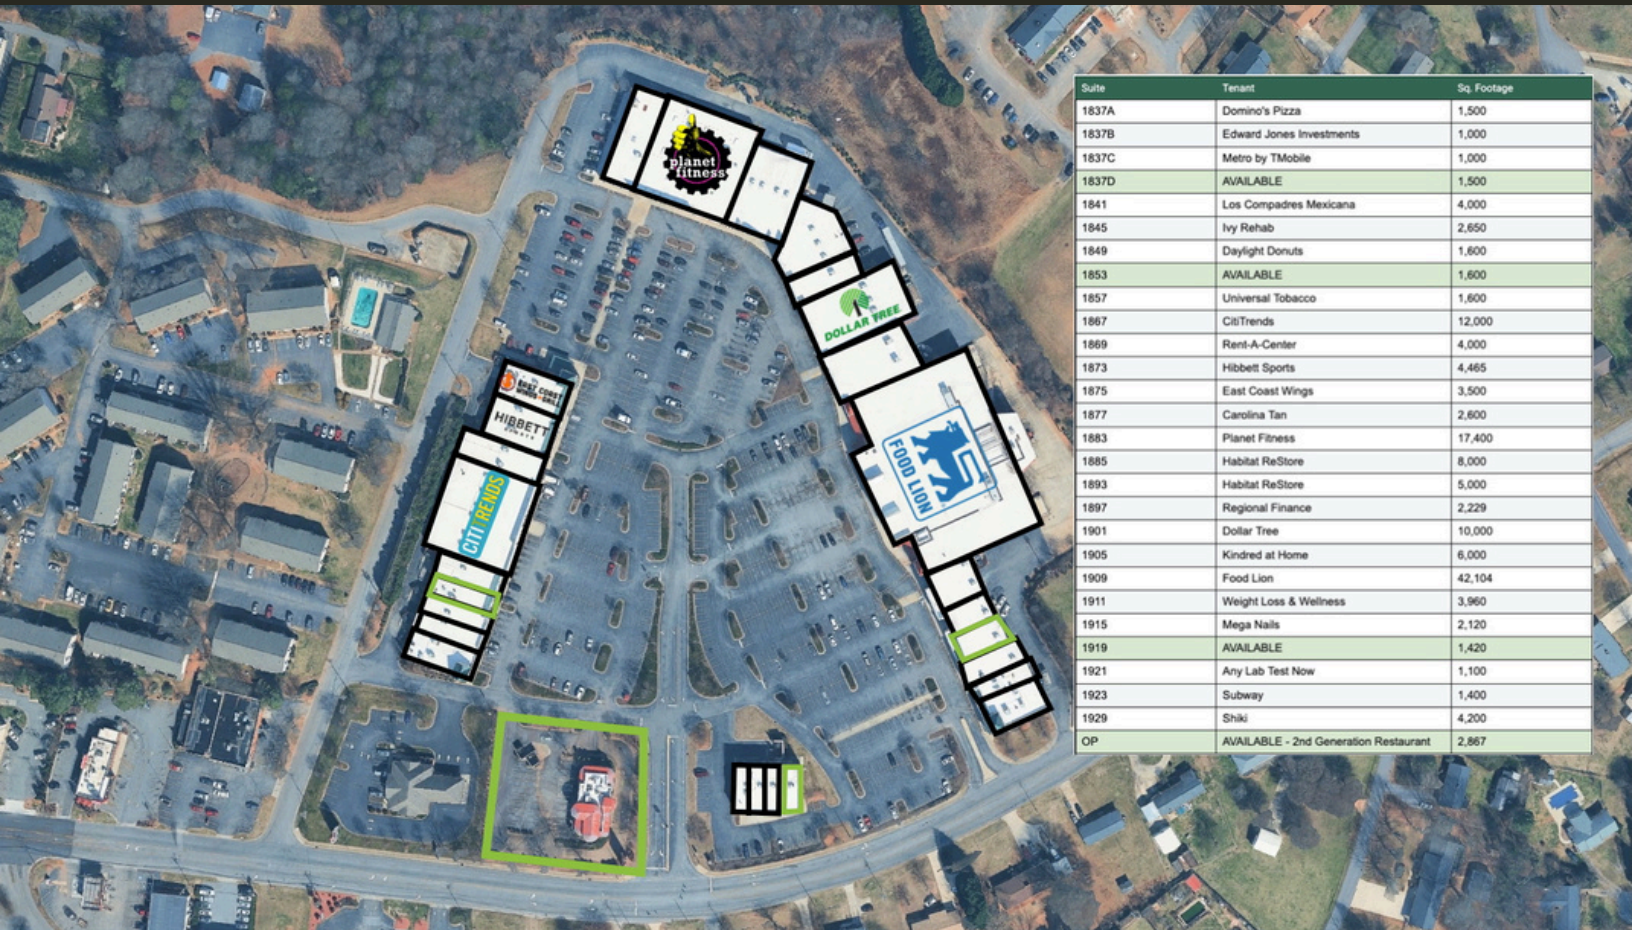 planet
fitness
DOLLAR TREE
EAST COAST
WINGS + GRILL
HIBBETT
SPORTS
CITITRENDS
FOOD LION
Suite Tenant Sq. Footage
1837A Domino's Pizza 1,500
1837B Edward Jones Investments 1,000
1837C Metro by TMobile 1,000
1837D AVAILABLE 1,500
1841 Los Compadres Mexicana 4,000
1845 Ivy Rehab 2,650
1849 Daylight Donuts 1,600
1853 AVAILABLE 1,600
1857 Universal Tobacco 1,600
1867 CitiTrends 12,000
1869 Rent-A-Center 4,000
1873 Hibbett Sports 4,465
1875 East Coast Wings 3,500
1877 Carolina Tan 2,600
1883 Planet Fitness 17,400
1885 Habitat ReStore 8,000
1893 Habitat ReStore 5,000
1897 Regional Finance 2,229
1901 Dollar Tree 10,000
1905 Kindred at Home 6,000
1909 Food Lion 42,104
1911 Weight Loss & Wellness 3,960
1915 Mega Nails 2,120
1919 AVAILABLE 1,420
1921 Any Lab Test Now 1,100
1923 Subway 1,400
1929 Shiki 4,200
OP AVAILABLE - 2nd Generation Restaurant 2,867